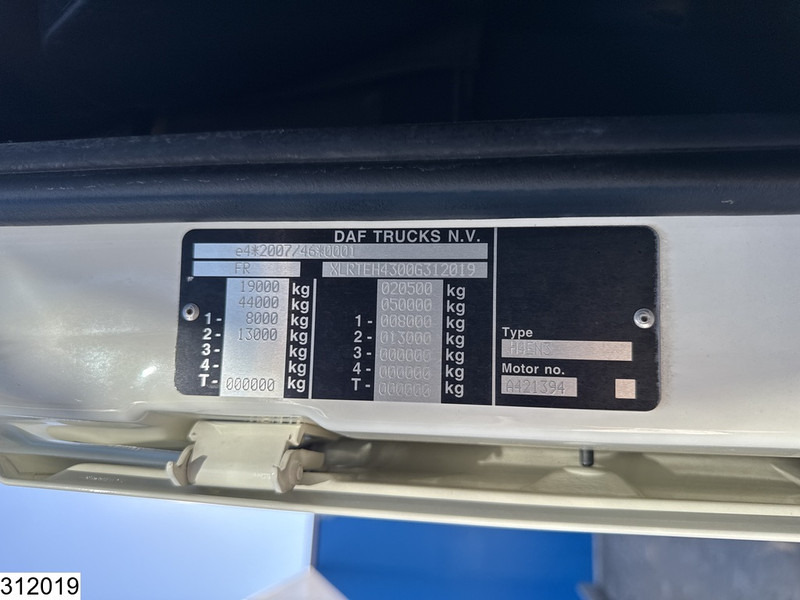 DAF TRUCKS N.V.
e4*2007/46*0001
FR XLRTEH4300G312019
19000 kg 020500 kg
44000 kg 050000 kg
1- 8000 kg 1- 008000 kg
2- 13000 kg 2- 013000 kg
3- kg 3- 000000 kg
4- kg 4- 000000 kg
T- 000000 kg T- 000000 kg
Type
Motor no.
A421394
312019